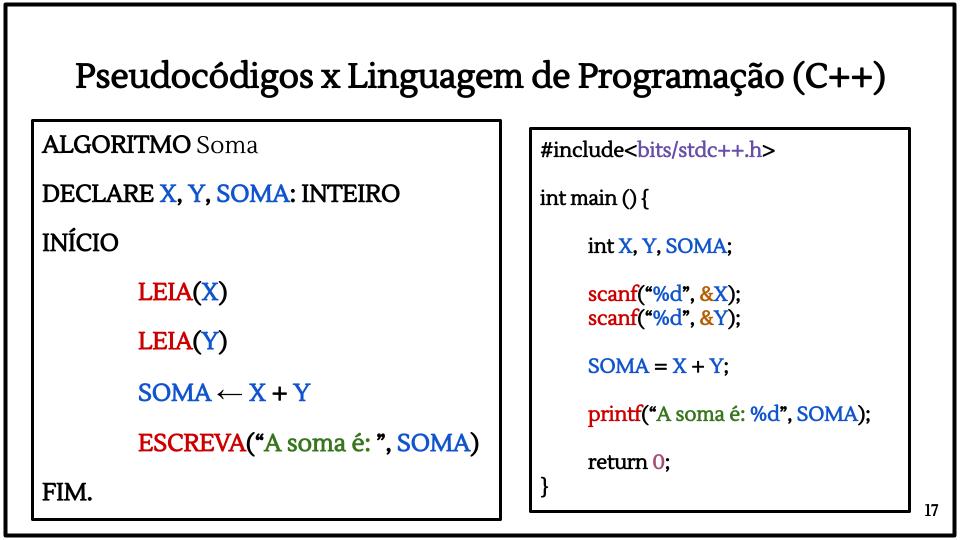 Pseudocódigos x Linguagem de Programação (C++)
ALGORITMO Soma
DECLARE X, Y, SOMA: INTEIRO
INÍCIO
LEIA(X)
LEIA(Y)
SOMA ← X + Y
ESCREVA(“A soma é: ”, SOMA)
FIM.
#include<bits/stdc++.h>
int main () {
int X, Y, SOMA;
scanf(“%d”, &X);
scanf(“%d”, &Y);
SOMA = X + Y;
printf(“A soma é: %d”, SOMA);
return 0;
}
17